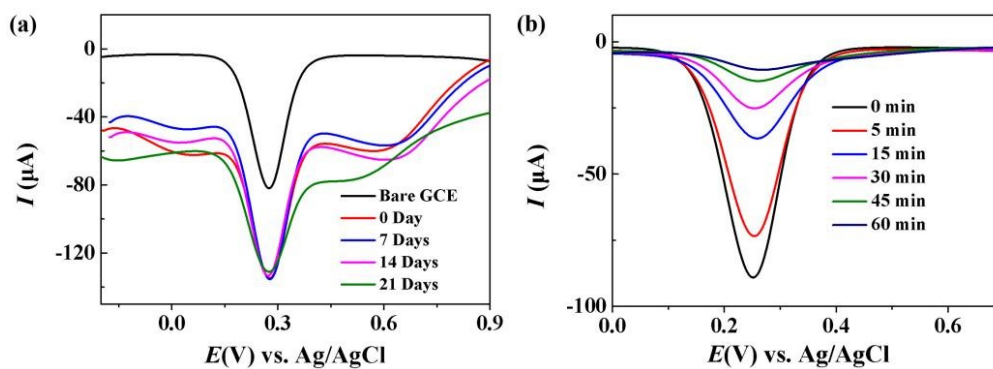 (a)
0
-40
-80
-120
I (μA)
Bare GCE
0 Day
7 Days
14 Days
21 Days
0.0 0.3 0.6 0.9
E(V) vs. Ag/AgCl
(b)
0
-50
-100
I (μA)
0 min
5 min
15 min
30 min
45 min
60 min
0.0 0.2 0.4 0.6
E(V) vs. Ag/AgCl